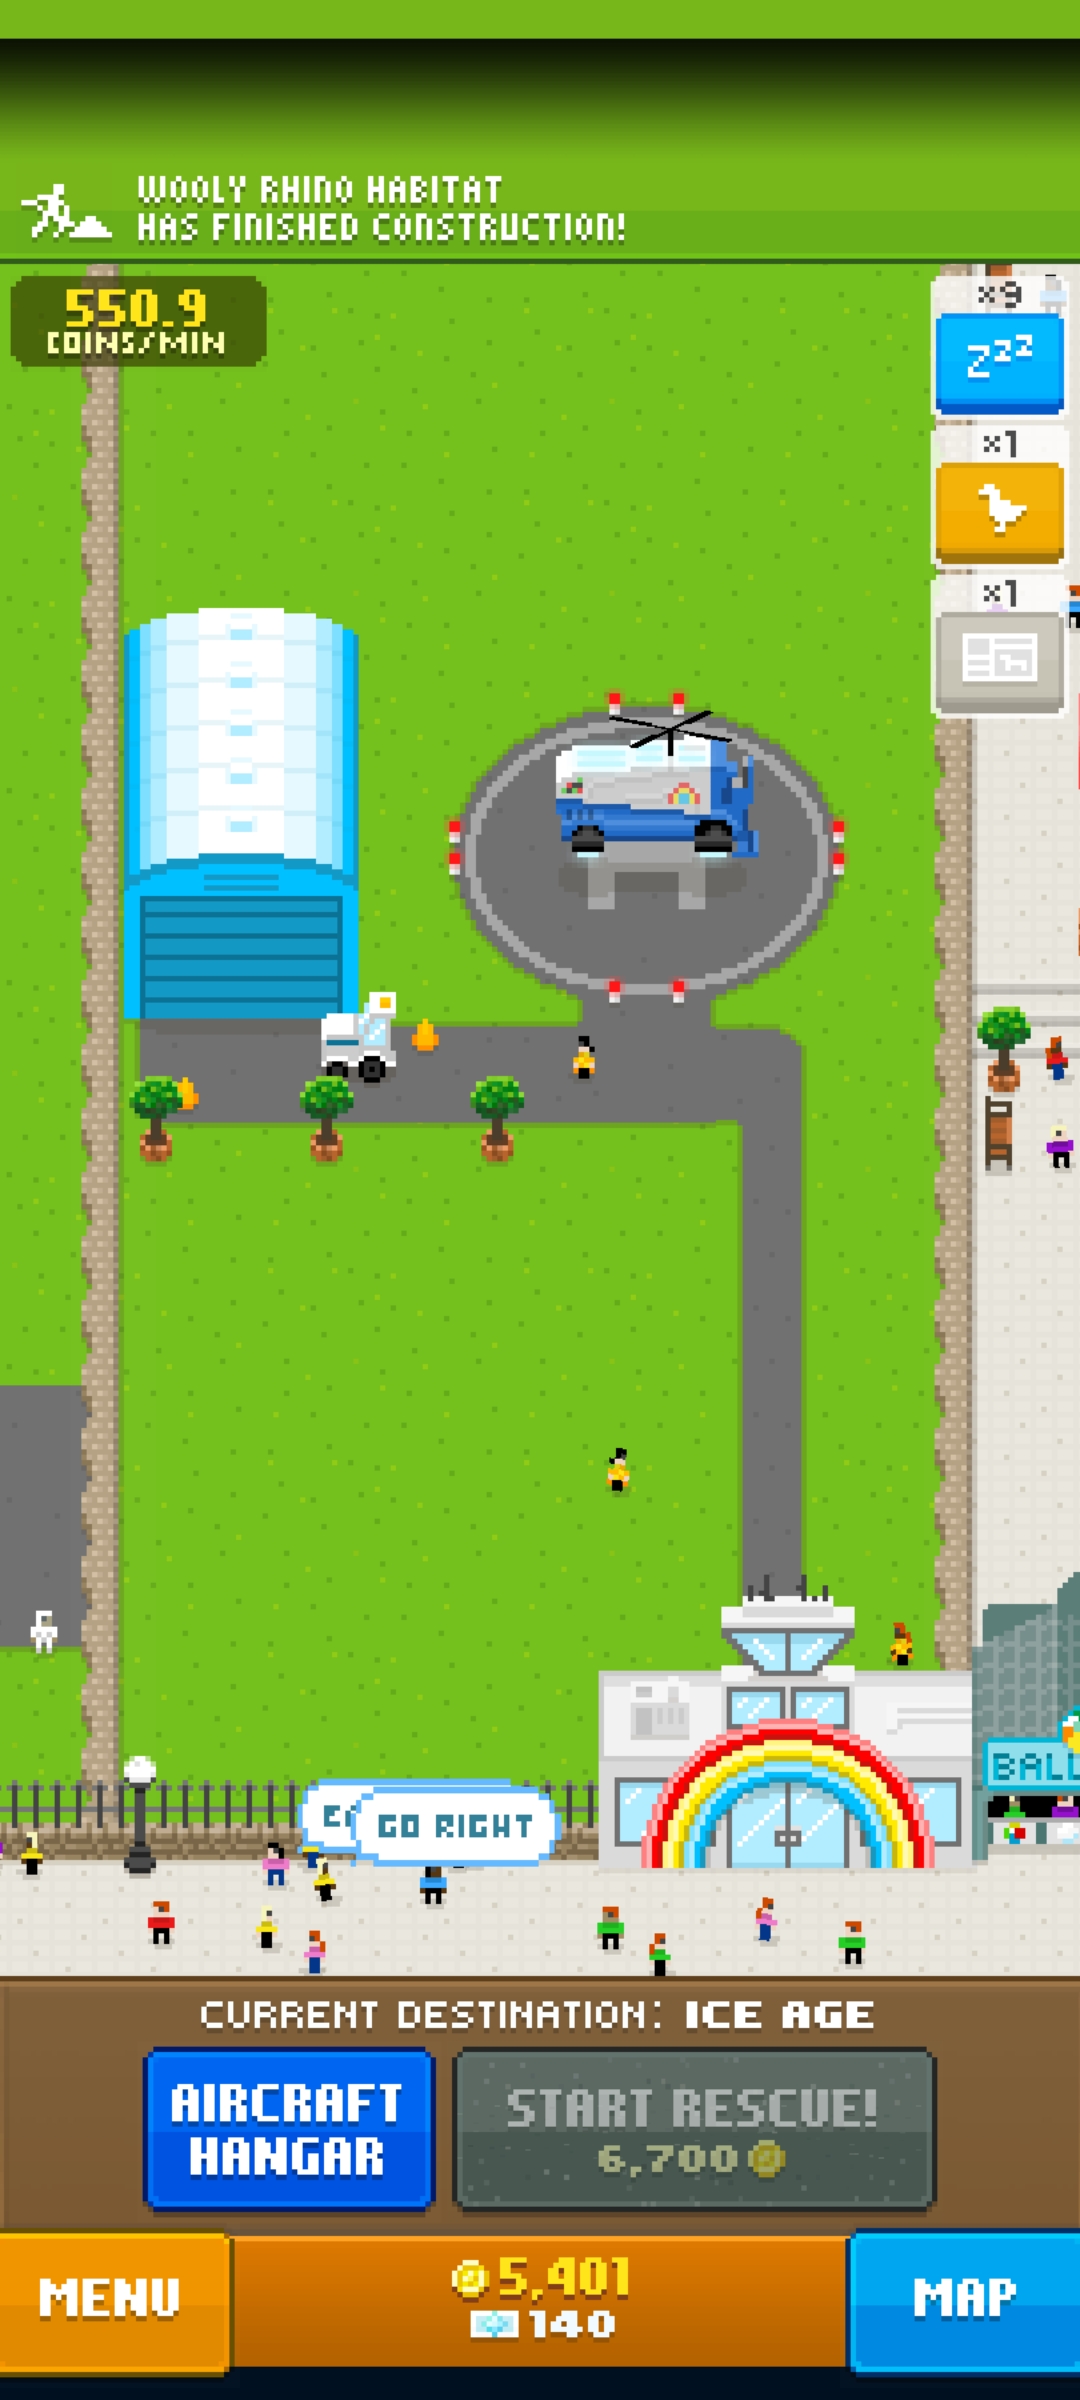 WOOLY RHINO HABITAT
HAS FINISHED CONSTRUCTION!
550.9
COINS/MIN
x9
zzz
x1
x1
GO RIGHT
BALL
CURRENT DESTINATION: ICE AGE
AIRCRAFT
HANGAR
START RESCUE!
6,700
MENU
5,401
140
MAP